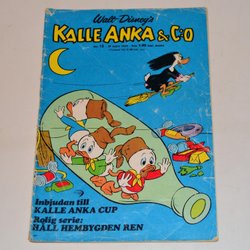 Walt Disney's
KALLE ANKA & C:O
Inbjudan till
KALLE ANKA CUP
Rolig serie:
HÅLL HEMBYGDEN REN